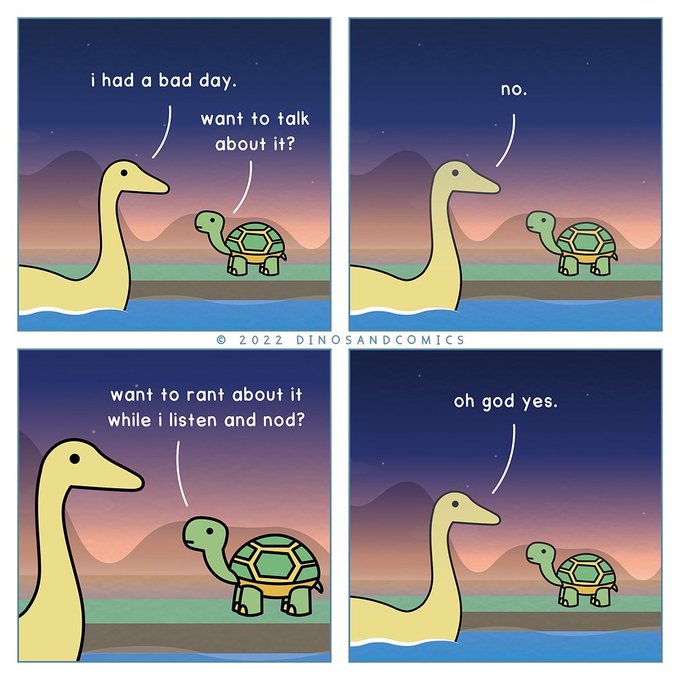 i had a bad day.
want to talk
about it?
no.
© 2022 DINOSANDCOMICS
want to rant about it
while i listen and nod?
oh god yes.